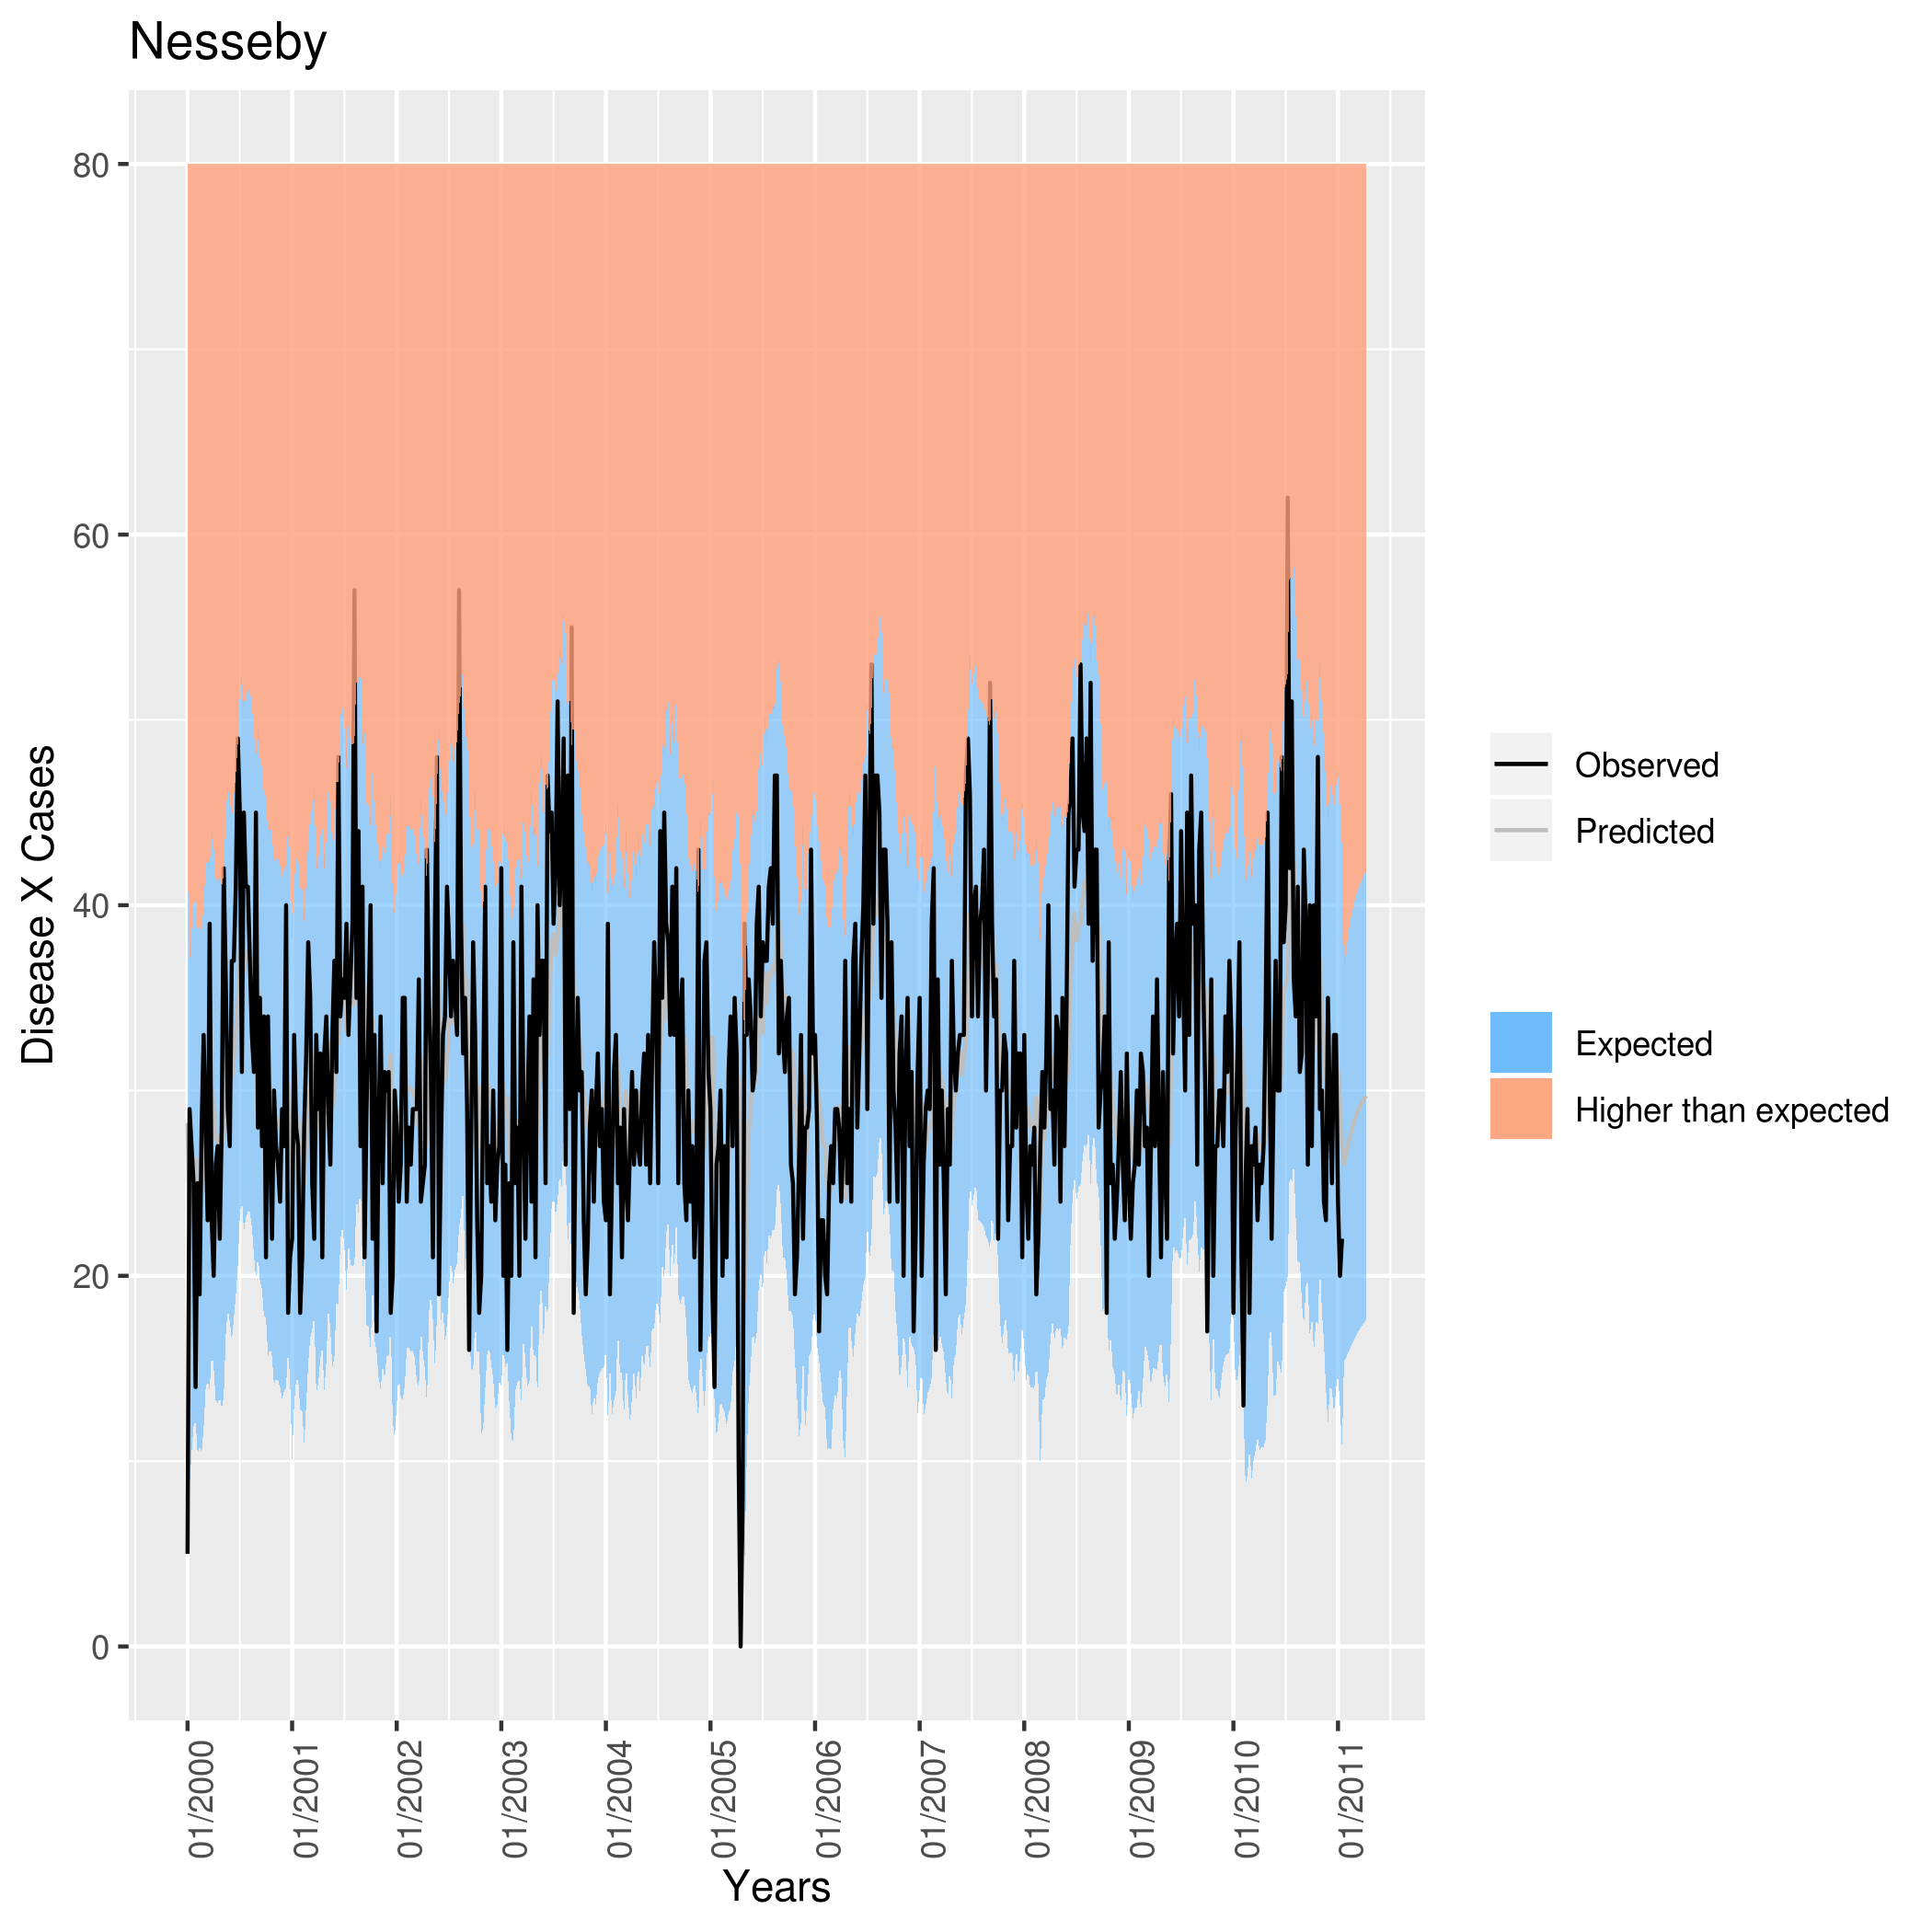 Nesseby
Disease X Cases
80
60
40
20
0
01/2000
01/2001
01/2002
01/2003
01/2004
01/2005
01/2006
01/2007
01/2008
01/2009
01/2010
01/2011
Years
Observed
Predicted
Expected
Higher than expected